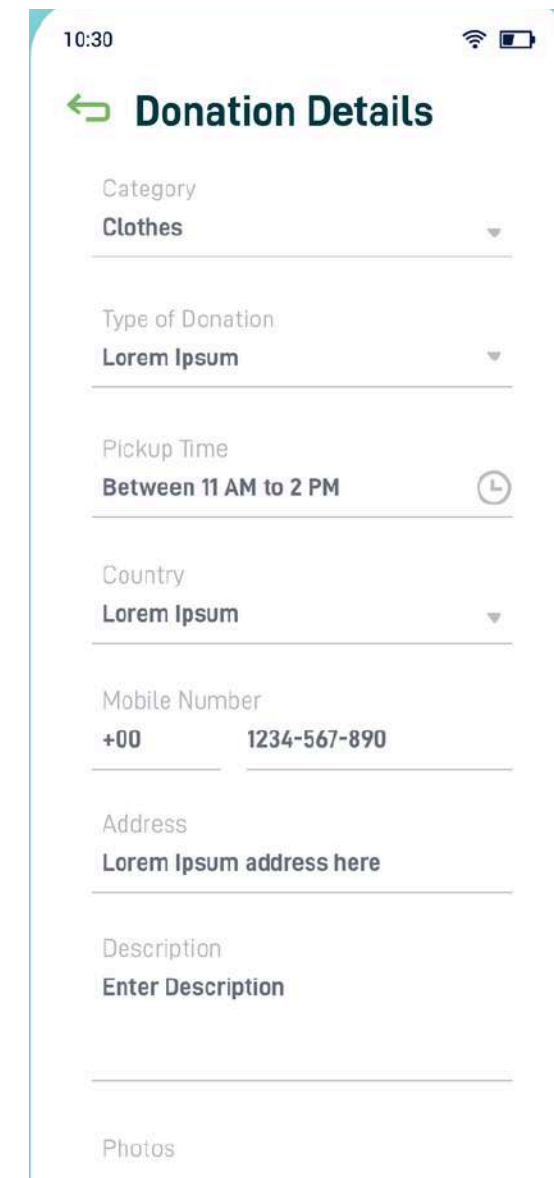 10:30
Donation Details
Category
Clothes
Type of Donation
Lorem Ipsum
Pickup Time
Between 11 AM to 2 PM
Country
Lorem Ipsum
Mobile Number
+00 1234-567-890
Address
Lorem Ipsum address here
Description
Enter Description
Photos